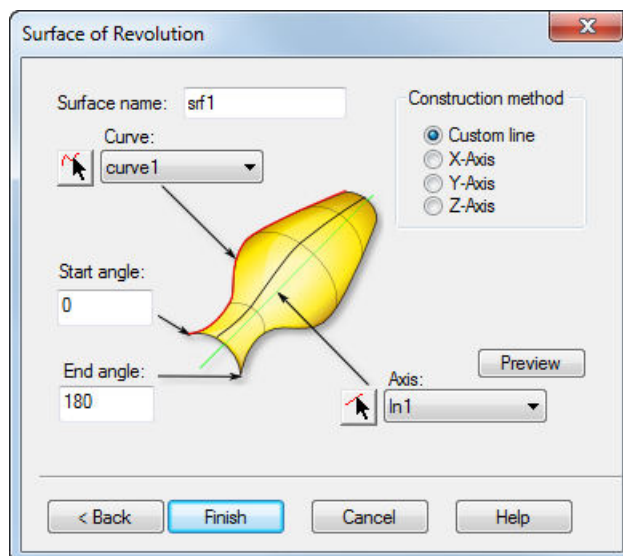 Surface of Revolution
Surface name: srf1
Construction method
Custom line
X-Axis
Y-Axis
Z-Axis
Curve:
curve1
Start angle:
0
End angle:
180
Preview
Axis:
ln1
< Back Finish Cancel Help